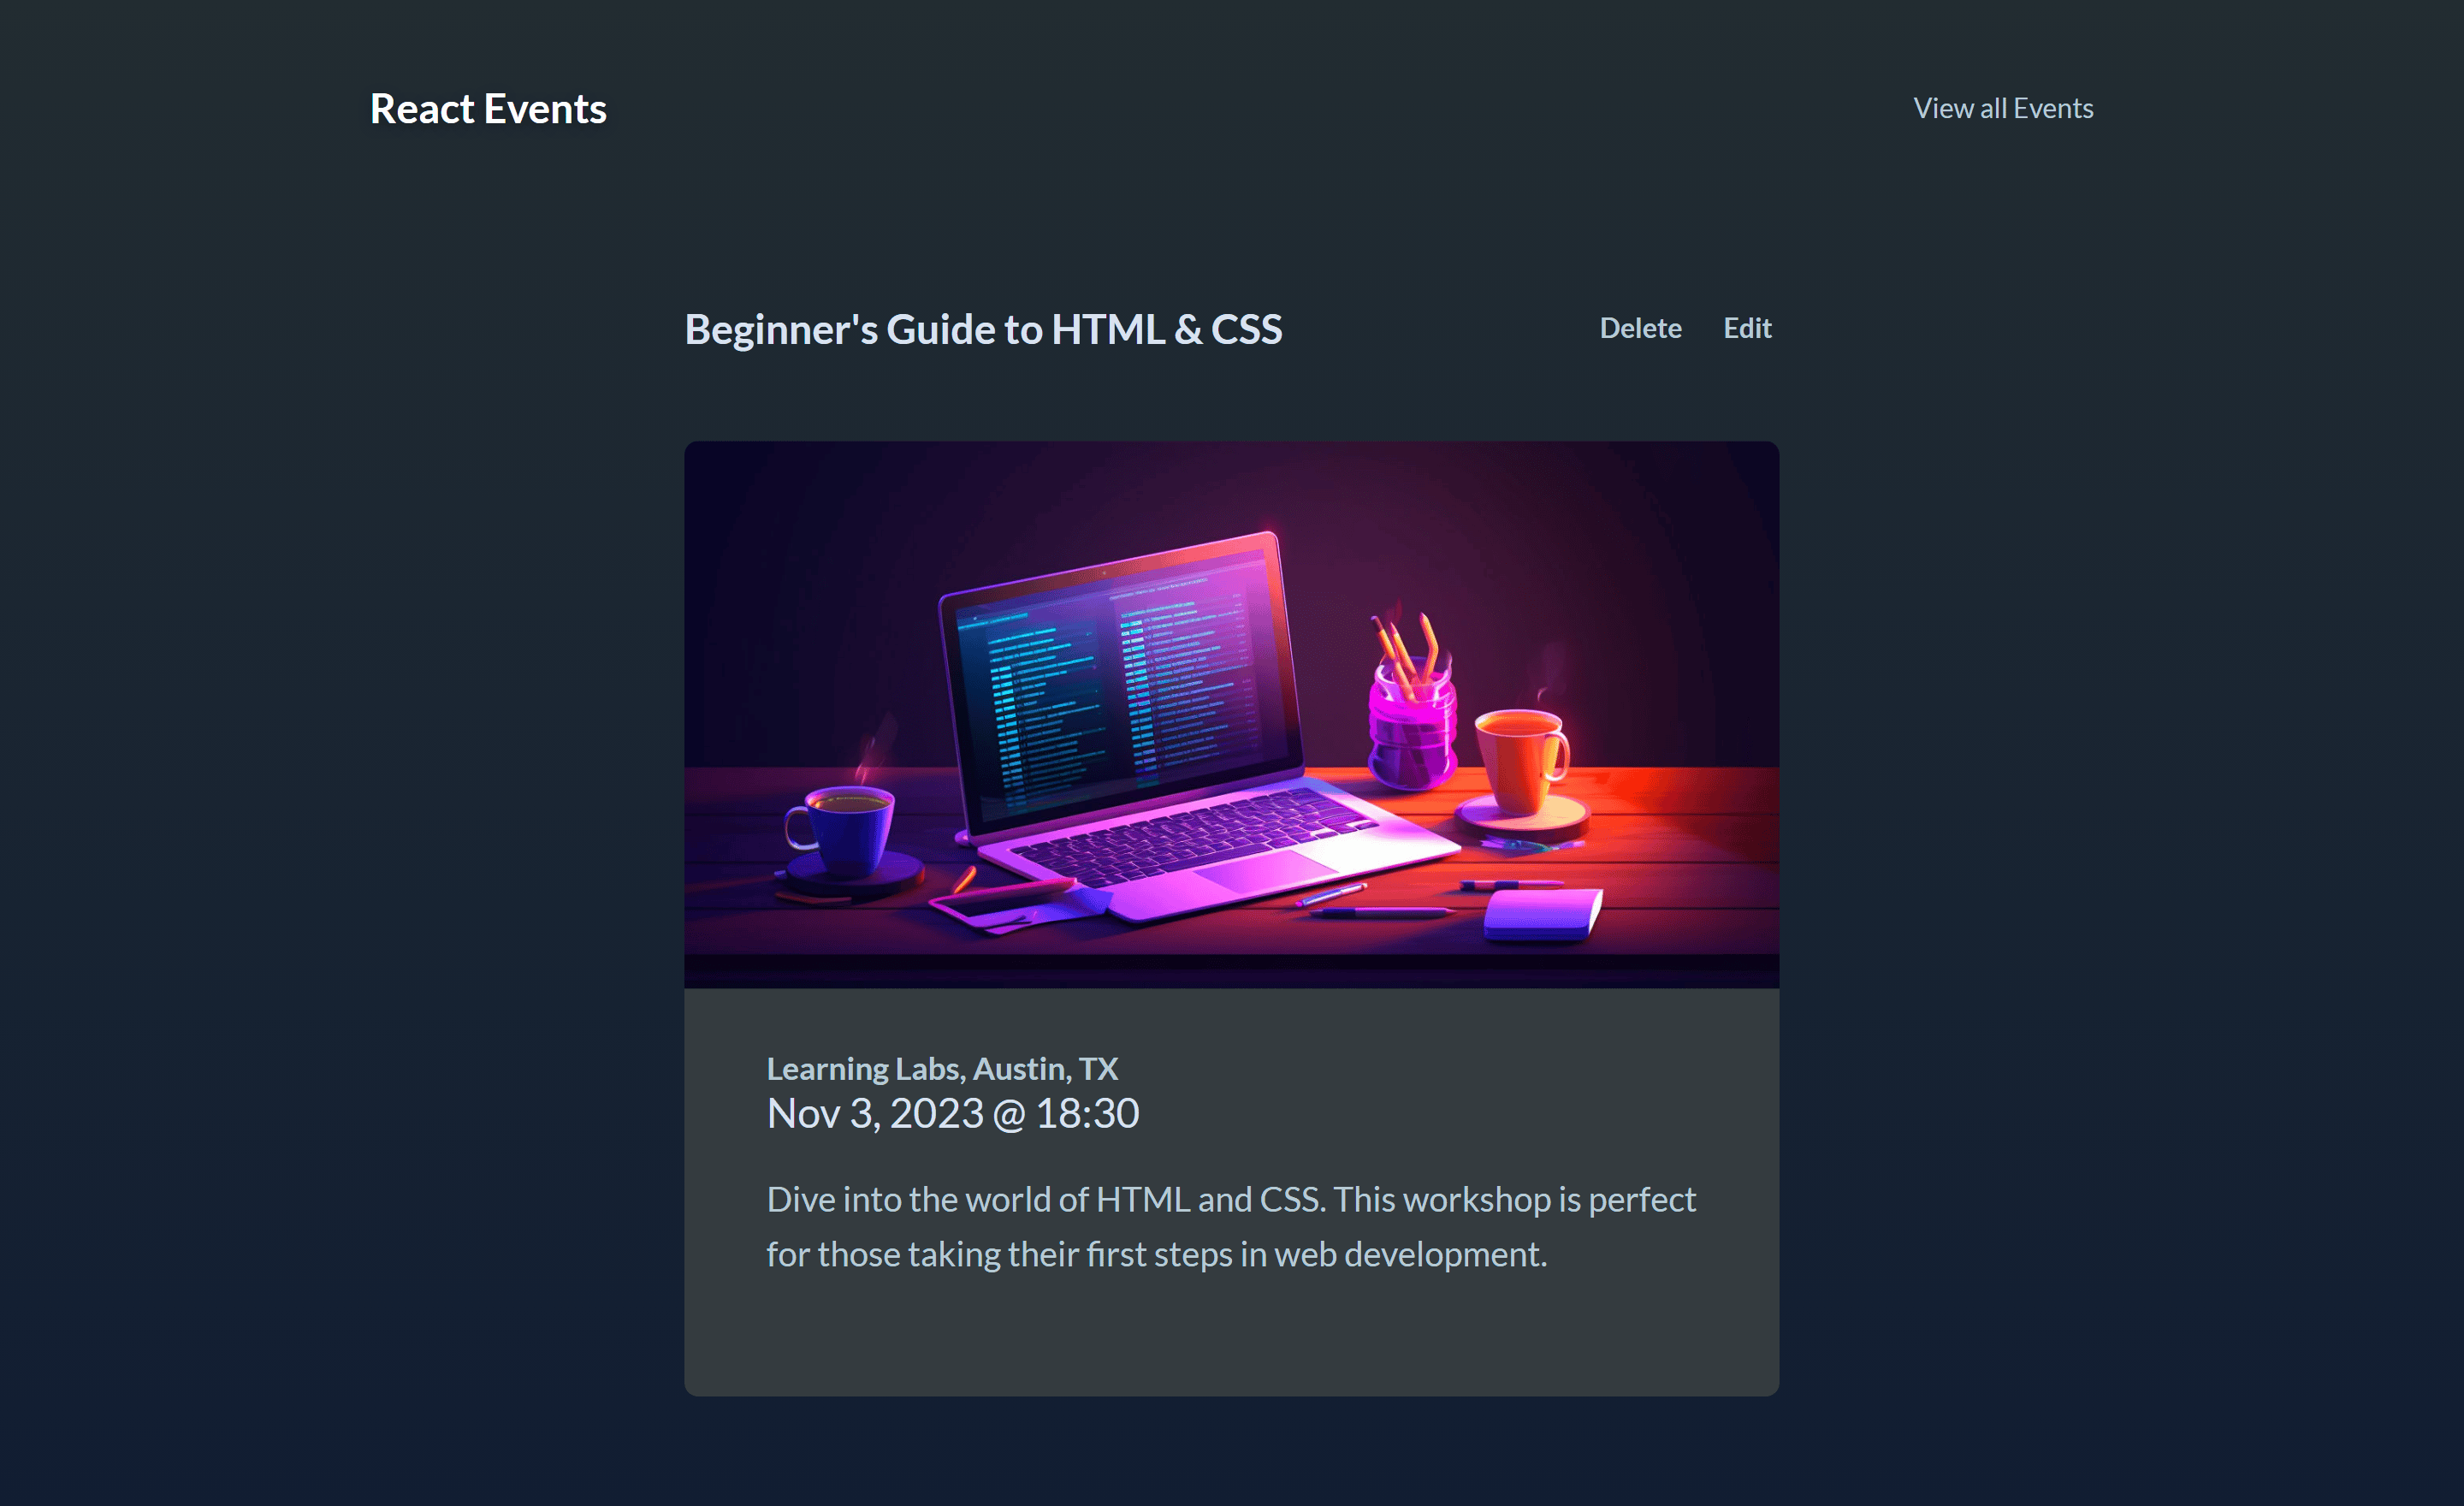 React Events
View all Events
Beginner's Guide to HTML & CSS
Delete
Edit
Learning Labs, Austin, TX
Nov 3, 2023 @ 18:30
Dive into the world of HTML and CSS. This workshop is perfect
for those taking their first steps in web development.